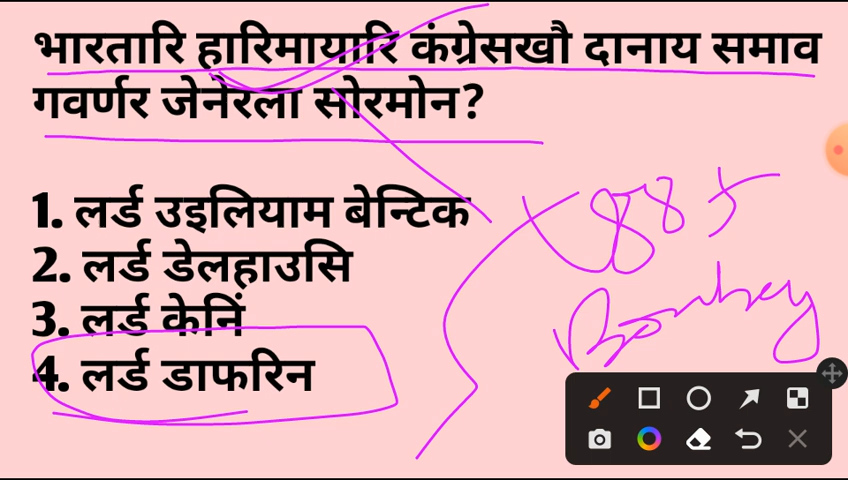 भारतारि हारिमायारि कंग्रेसखौ दानाय समाव
गवर्णर जेनेरला सोरमोन?
1. लर्ड उइलियाम बेन्टिक
2. लर्ड डेलहाउसि
3. लर्ड केनिं
4. लर्ड डाफरिन
1885
Bombay